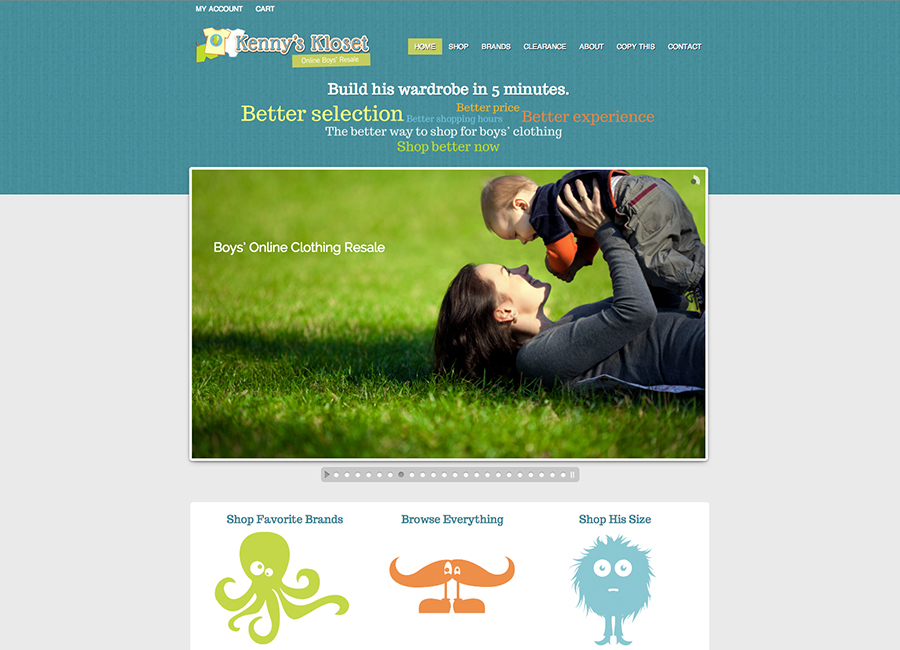 MY ACCOUNT CART
Kenny's Kloset
Online Boys' Resale
HOME SHOP BRANDS CLEARANCE ABOUT COPY THIS CONTACT
Build his wardrobe in 5 minutes.
Better selection Better shopping hours Better price Better experience
The better way to shop for boys' clothing
Shop better now
Boys' Online Clothing Resale
Shop Favorite Brands Browse Everything Shop His Size